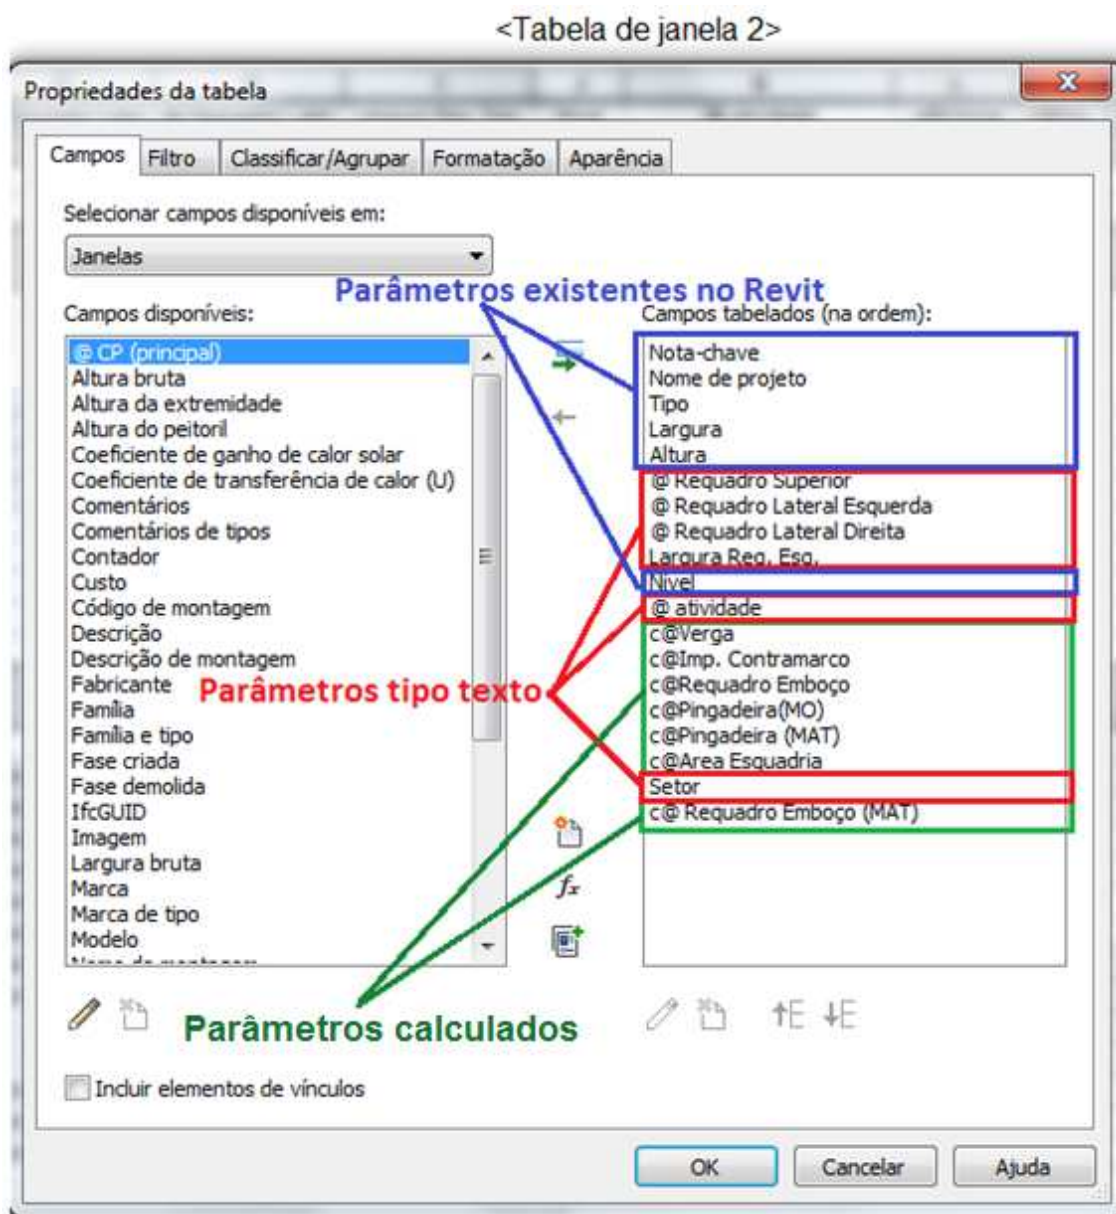 <Tabela de janela 2>
Propriedades da tabela
Campos Filtro Classificar/Agrupar Formatação Aparência
Selecionar campos disponíveis em:
Janelas
Parâmetros existentes no Revit
Campos disponíveis:
@ CP (principal)
Altura bruta
Altura da extremidade
Altura do peitoril
Coeficiente de ganho de calor solar
Coeficiente de transferência de calor (U)
Comentários
Comentários de tipos
Contador
Custo
Código de montagem
Descrição
Descrição de montagem
Fabricante
Família
Família e tipo
Fase criada
Fase demolida
IfcGUID
Imagem
Largura bruta
Marca
Marca de tipo
Modelo
Nome de montagem
Parâmetros tipo texto
fx
Campos tabelados (na ordem):
Nota-chave
Nome de projeto
Tipo
Largura
Altura
@ Requadro Superior
@ Requadro Lateral Esquerda
@ Requadro Lateral Direita
Largura Req. Esq.
Nivel
@ atividade
c@Verga
c@Imp. Contramarco
c@Requadro Emboço
c@Pingadeira(MO)
c@Pingadeira (MAT)
c@Area Esquadria
Setor
c@ Requadro Emboço (MAT)
Parâmetros calculados
Incluir elementos de vínculos
OK Cancelar Ajuda